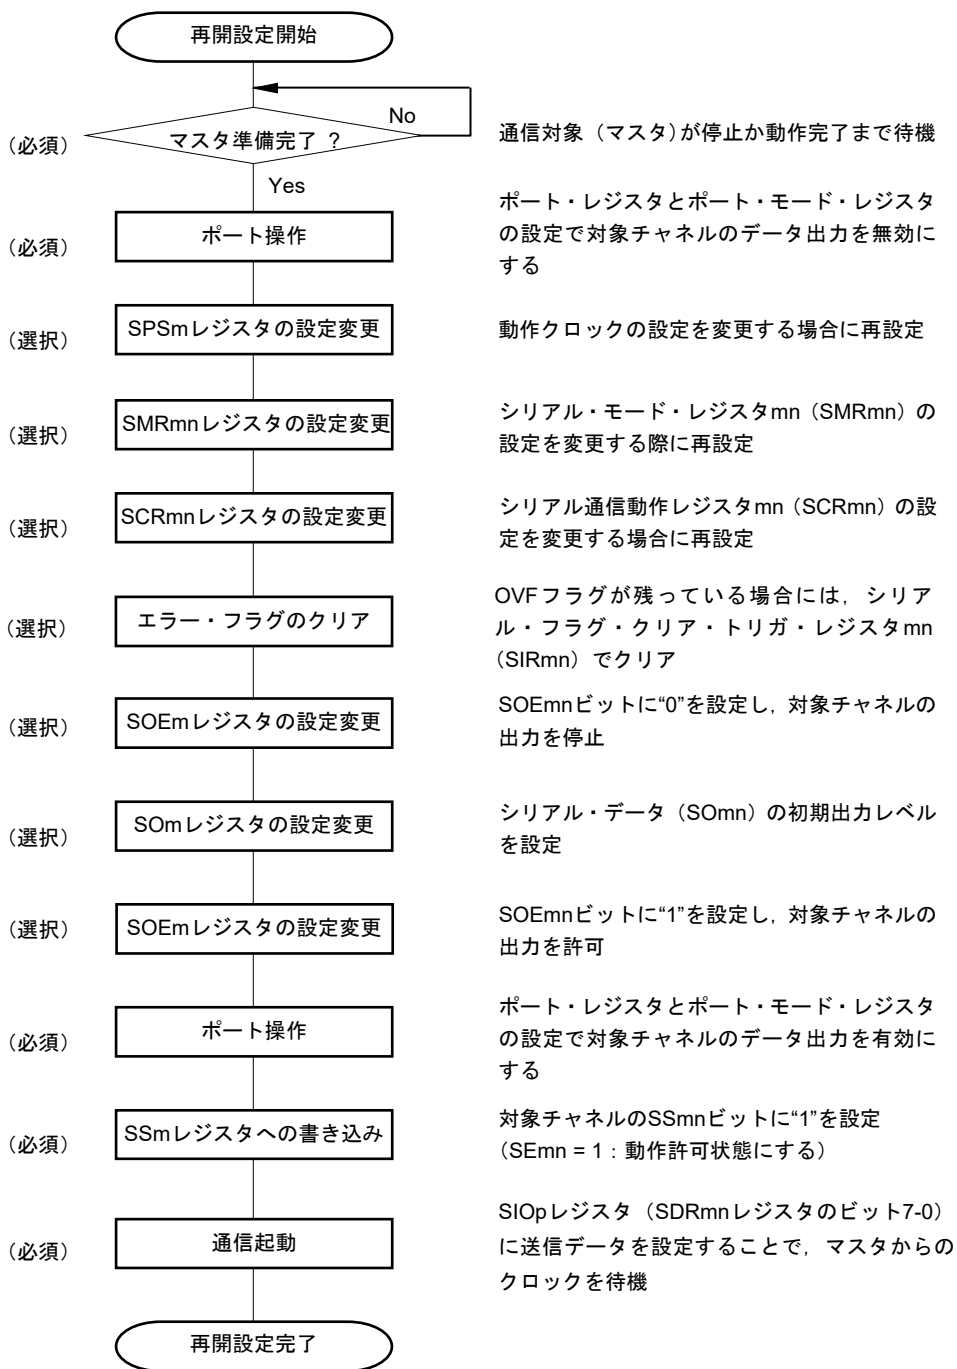 再開設定開始
No
(必須)
マスタ準備完了 ?
通信対象(マスタ)が停止か動作完了まで待機
Yes
(必須)
ポート操作
ポート・レジスタとポート・モード・レジスタ
の設定で対象チャネルのデータ出力を無効に
する
(選択)
SPSmレジスタの設定変更
動作クロックの設定を変更する場合に再設定
(選択)
SMRmnレジスタの設定変更
シリアル・モード・レジスタmn(SMRmn)の
設定を変更する際に再設定
(選択)
SCRmnレジスタの設定変更
シリアル通信動作レジスタmn(SCRmn)の設
定を変更する場合に再設定
(選択)
エラー・フラグのクリア
OVFフラグが残っている場合には,シリア
ル・フラグ・クリア・トリガ・レジスタmn
(SIRmn)でクリア
(選択)
SOEmレジスタの設定変更
SOEmnビットに“0”を設定し,対象チャネルの
出力を停止
(選択)
SOmレジスタの設定変更
シリアル・データ(SOmn)の初期出力レベル
を設定
(選択)
SOEmレジスタの設定変更
SOEmnビットに“1”を設定し,対象チャネルの
出力を許可
(必須)
ポート操作
ポート・レジスタとポート・モード・レジスタ
の設定で対象チャネルのデータ出力を有効に
する
(必須)
SSmレジスタへの書き込み
対象チャネルのSSmnビットに“1”を設定
(SEmn = 1:動作許可状態にする)
(必須)
通信起動
SIOpレジスタ(SDRmnレジスタのビット7-0)
に送信データを設定することで,マスタからの
クロックを待機
再開設定完了